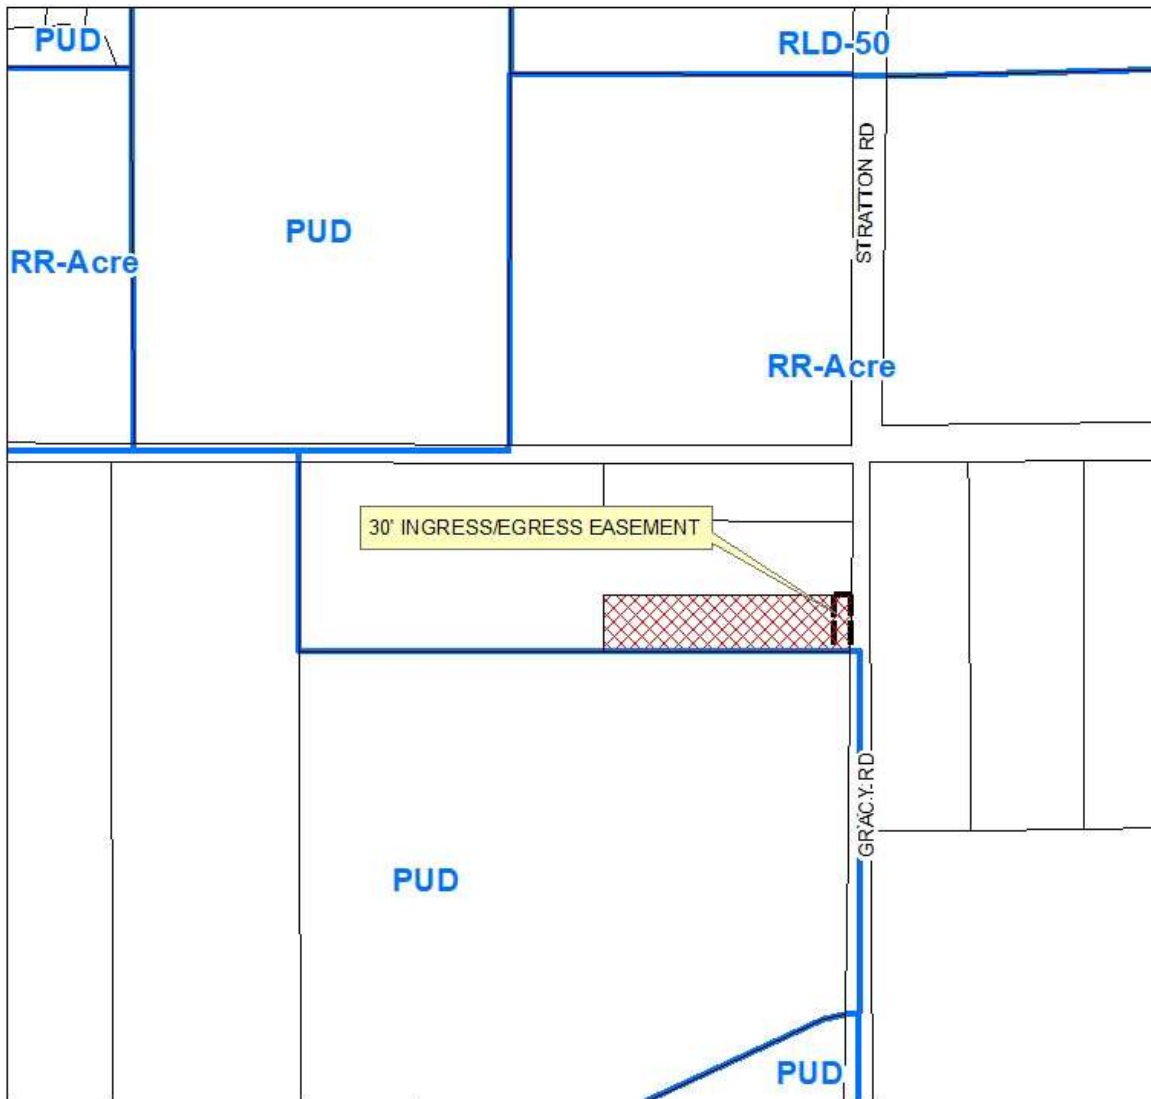 PUD
RLD-50
STRATTON RD
PUD
RR-Acre
RR-Acre
30' INGRESS/EGRESS EASEMENT
GRACY RD
PUD
PUD